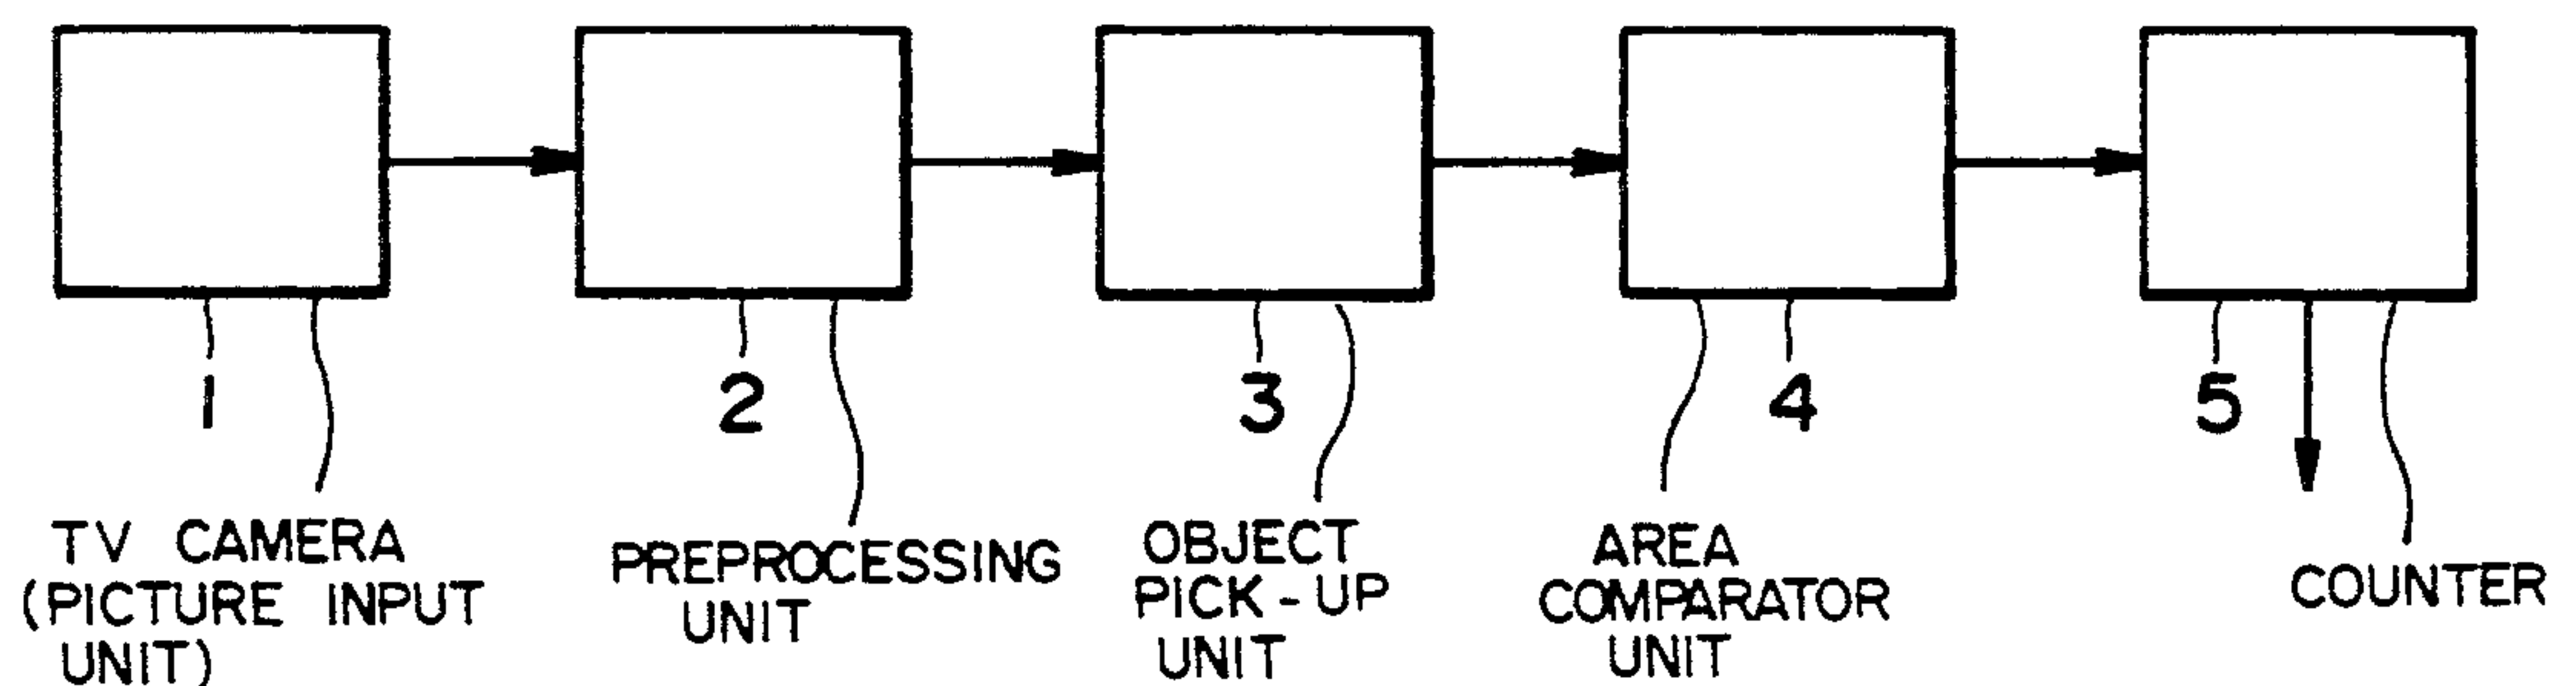 1
2
3
4
5
TV CAMERA
(PICTURE INPUT
UNIT)
PREPROCESSING
UNIT
OBJECT
PICK-UP
UNIT
AREA
COMPARATOR
UNIT
COUNTER